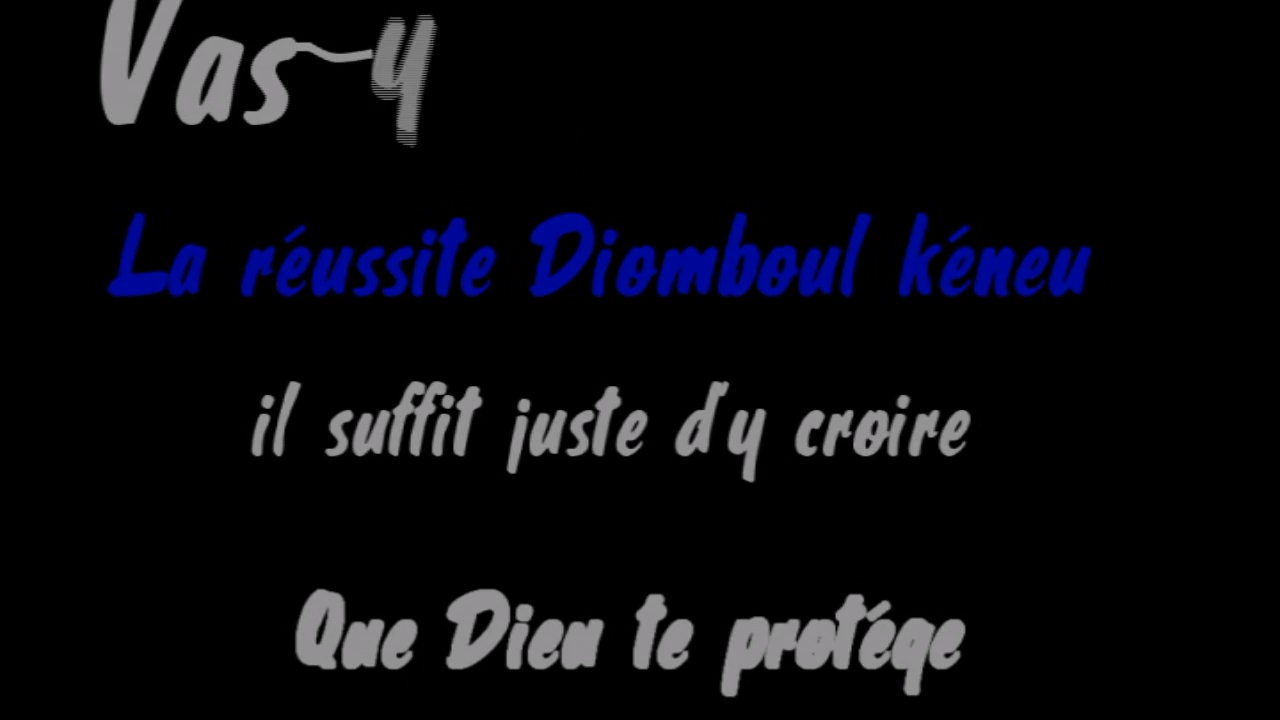 Vas-y
La réussite Diomboul kéneu
il suffit juste d'y croire
Que Dieu te protége